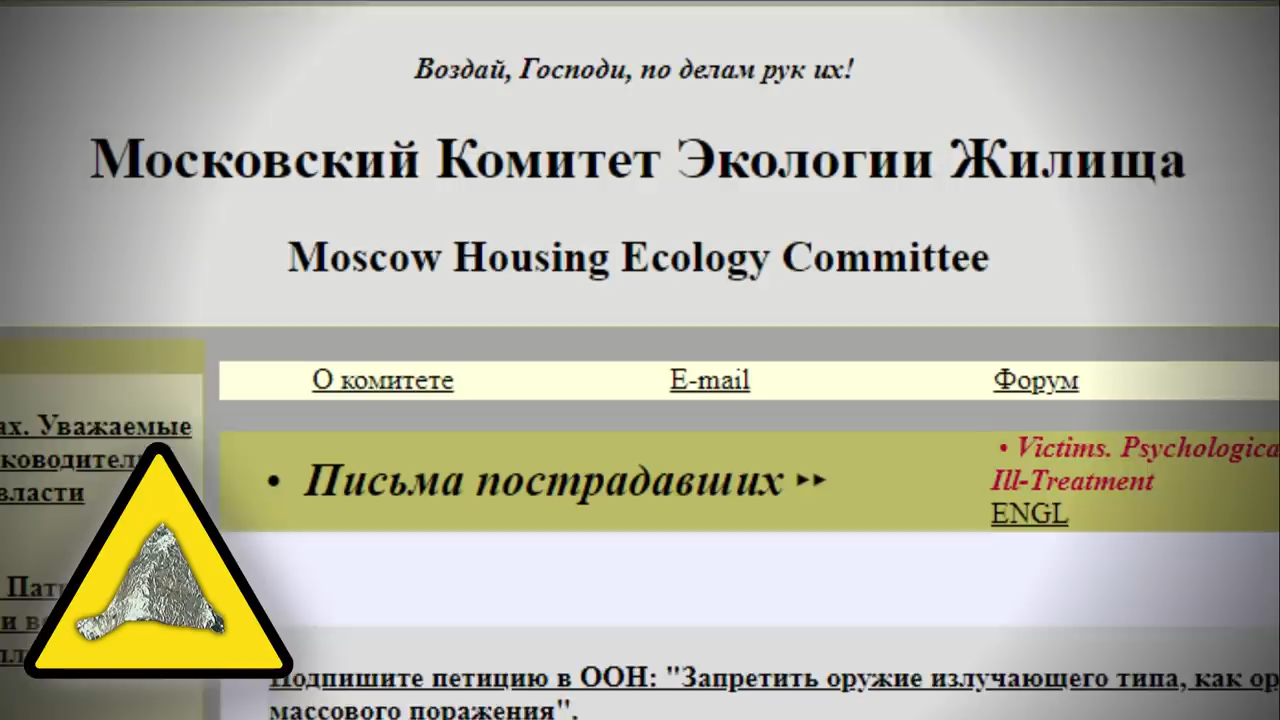 Воздай, Господи, по делам рук их!
Московский Комитет Экологии Жилища
Moscow Housing Ecology Committee
О комитете E-mail Форум
ах. Уважаемые
ководител
власти
• Письма пострадавших ▸▸
• Victims. Psychologica
Ill-Treatment
ENGL
Пат
и в
Подпишите петицию в ООН: "Запретить оружие излучающего типа, как ор
массового поражения".